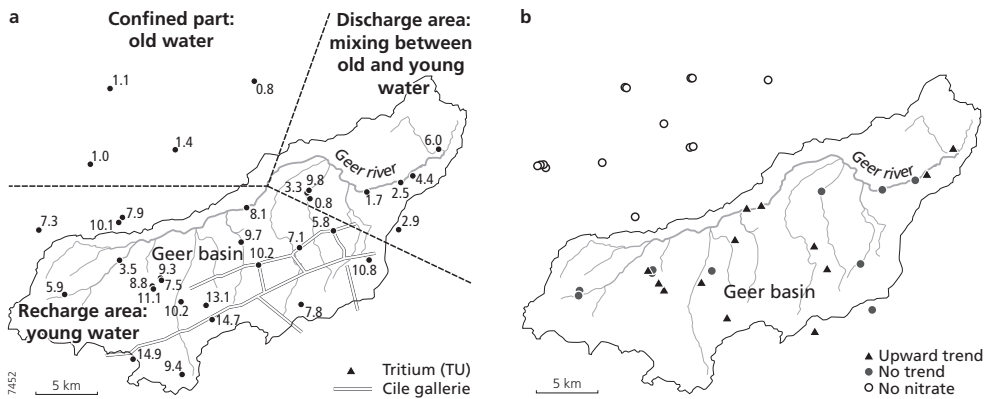 a
Confined part:
old water
Discharge area:
mixing between
old and young
water
1.1
0.8
1.4
1.0
6.0
Geer river
9.8
3.3
0.8
4.4
2.5
1.7
7.3
7.9
10.1
8.1
2.9
5.8
9.7
7.1
Geer basin
10.2
10.8
3.5
9.3
8.8
7.5
5.9
11.1
10.2
13.1
7.8
Recharge area:
young water
14.7
14.9
9.4
Tritium (TU)
Cile gallerie
5 km
7452
b
Geer river
Geer basin
Upward trend
No trend
No nitrate
5 km